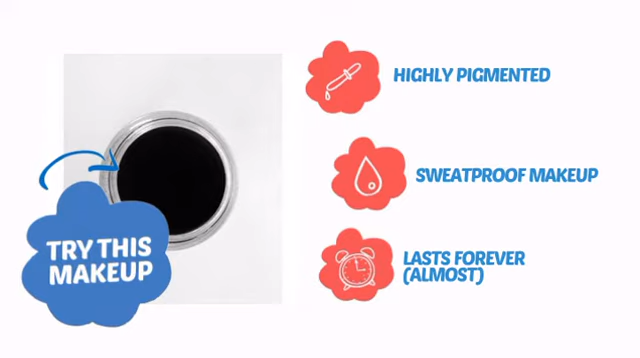 HIGHLY PIGMENTED
SWEATPROOF MAKEUP
LASTS FOREVER
(ALMOST)
TRY THIS
MAKEUP